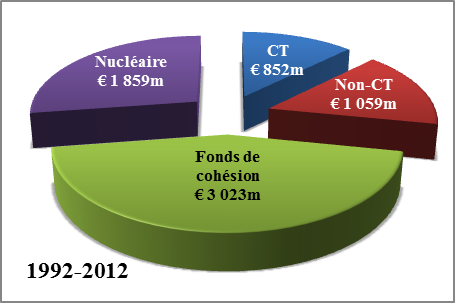 Nucléaire
€ 1 859m
CT
€ 852m
Non-CT
€ 1 059m
Fonds de
cohésion
€ 3 023m
1992-2012